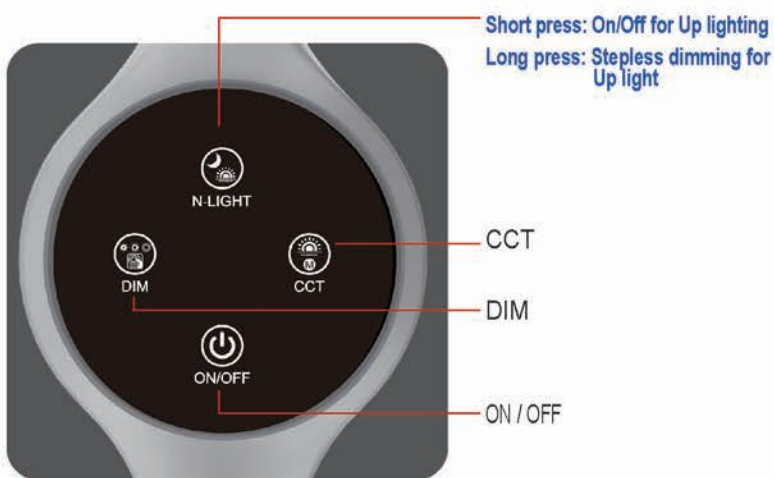 Short press: On/Off for Up lighting
Long press: Stepless dimming for
Up light
N-LIGHT
DIM
M
CCT
CCT
DIM
ON/OFF
ON / OFF